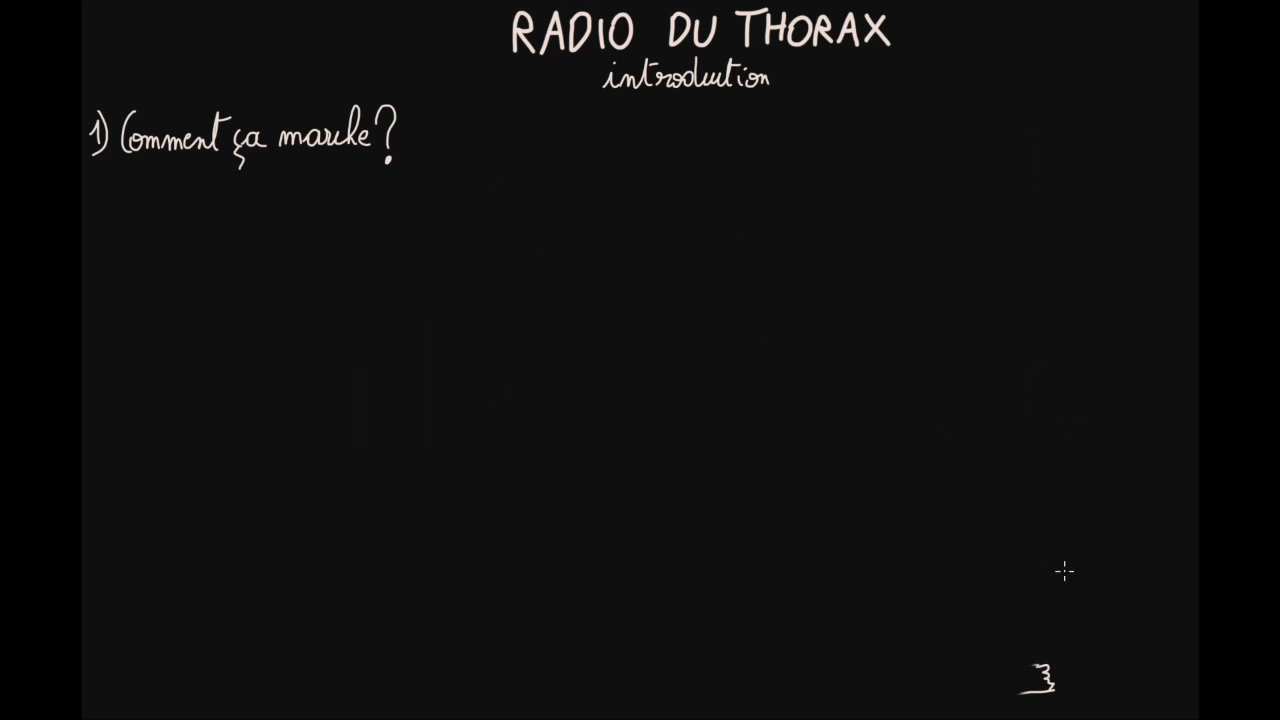 RADIO DU THORAX
introduction
1) Comment ça marche?